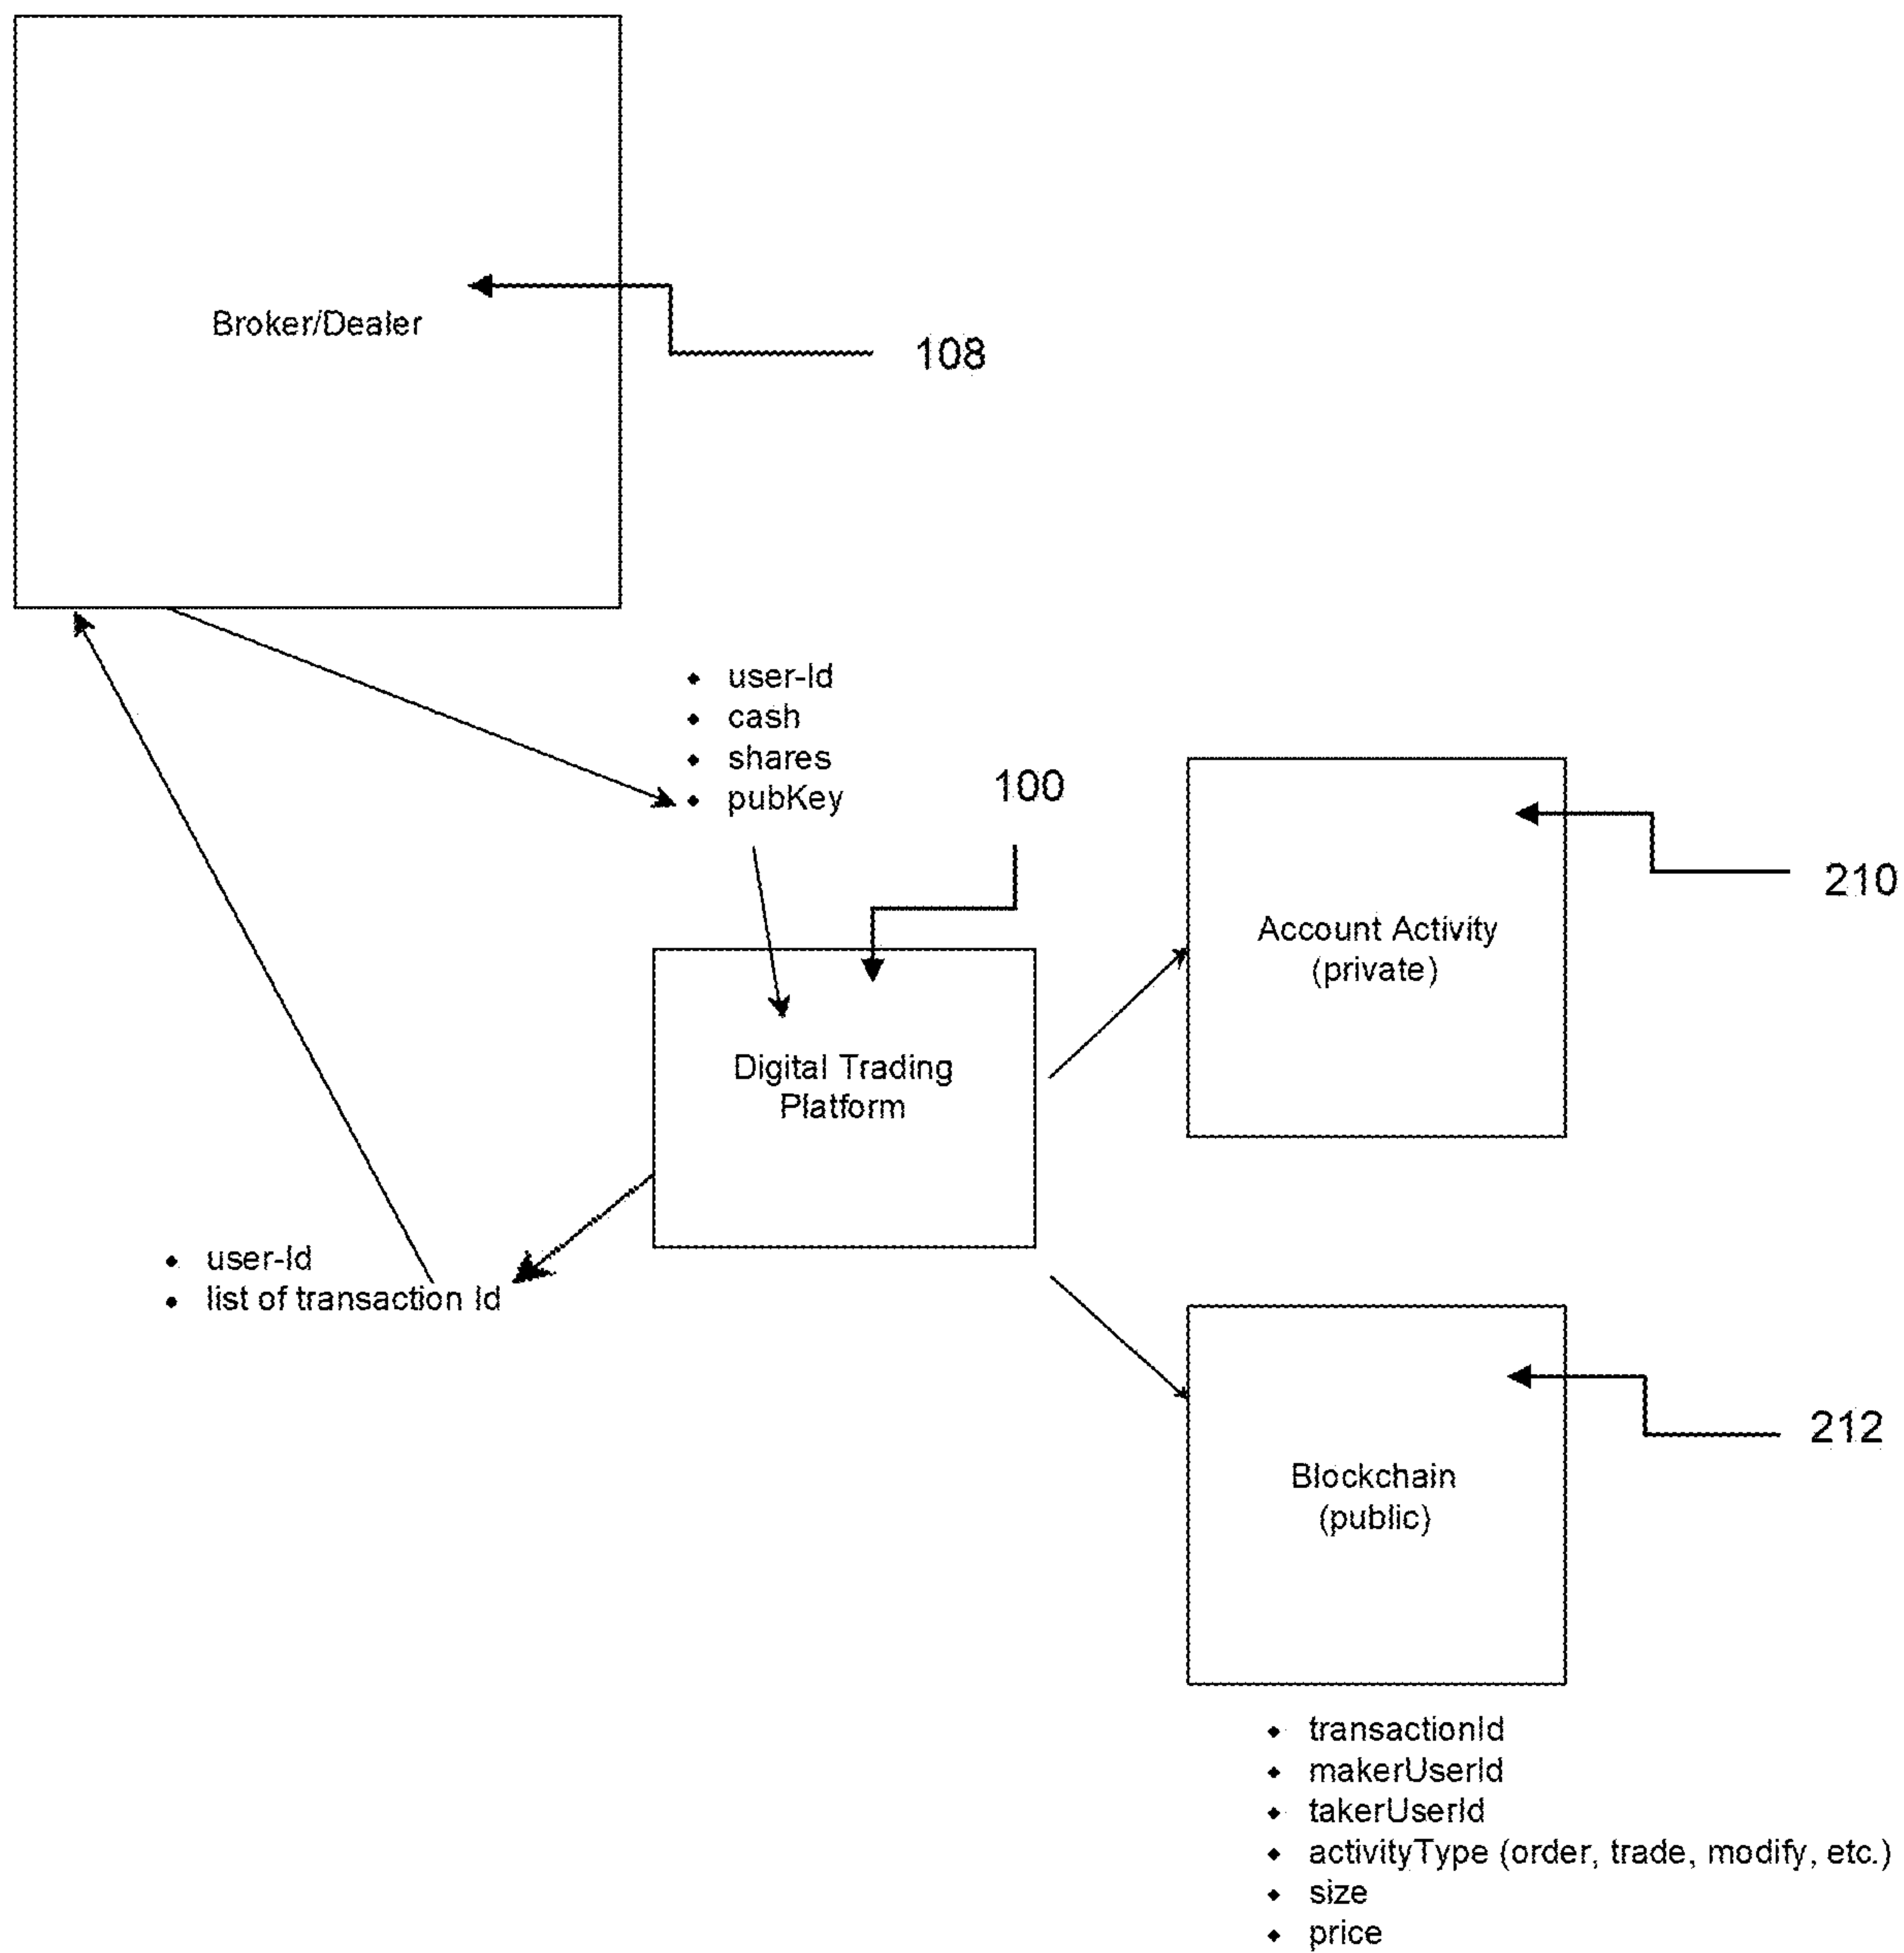 Broker/Dealer
108
• user-Id
• cash
• shares
• pubKey
100
210
Account Activity
(private)
Digital Trading
Platform
• user-Id
• list of transaction Id
212
Blockchain
(public)
• transactionId
• makerUserId
• takerUserId
• activityType (order, trade, modify, etc.)
• size
• price